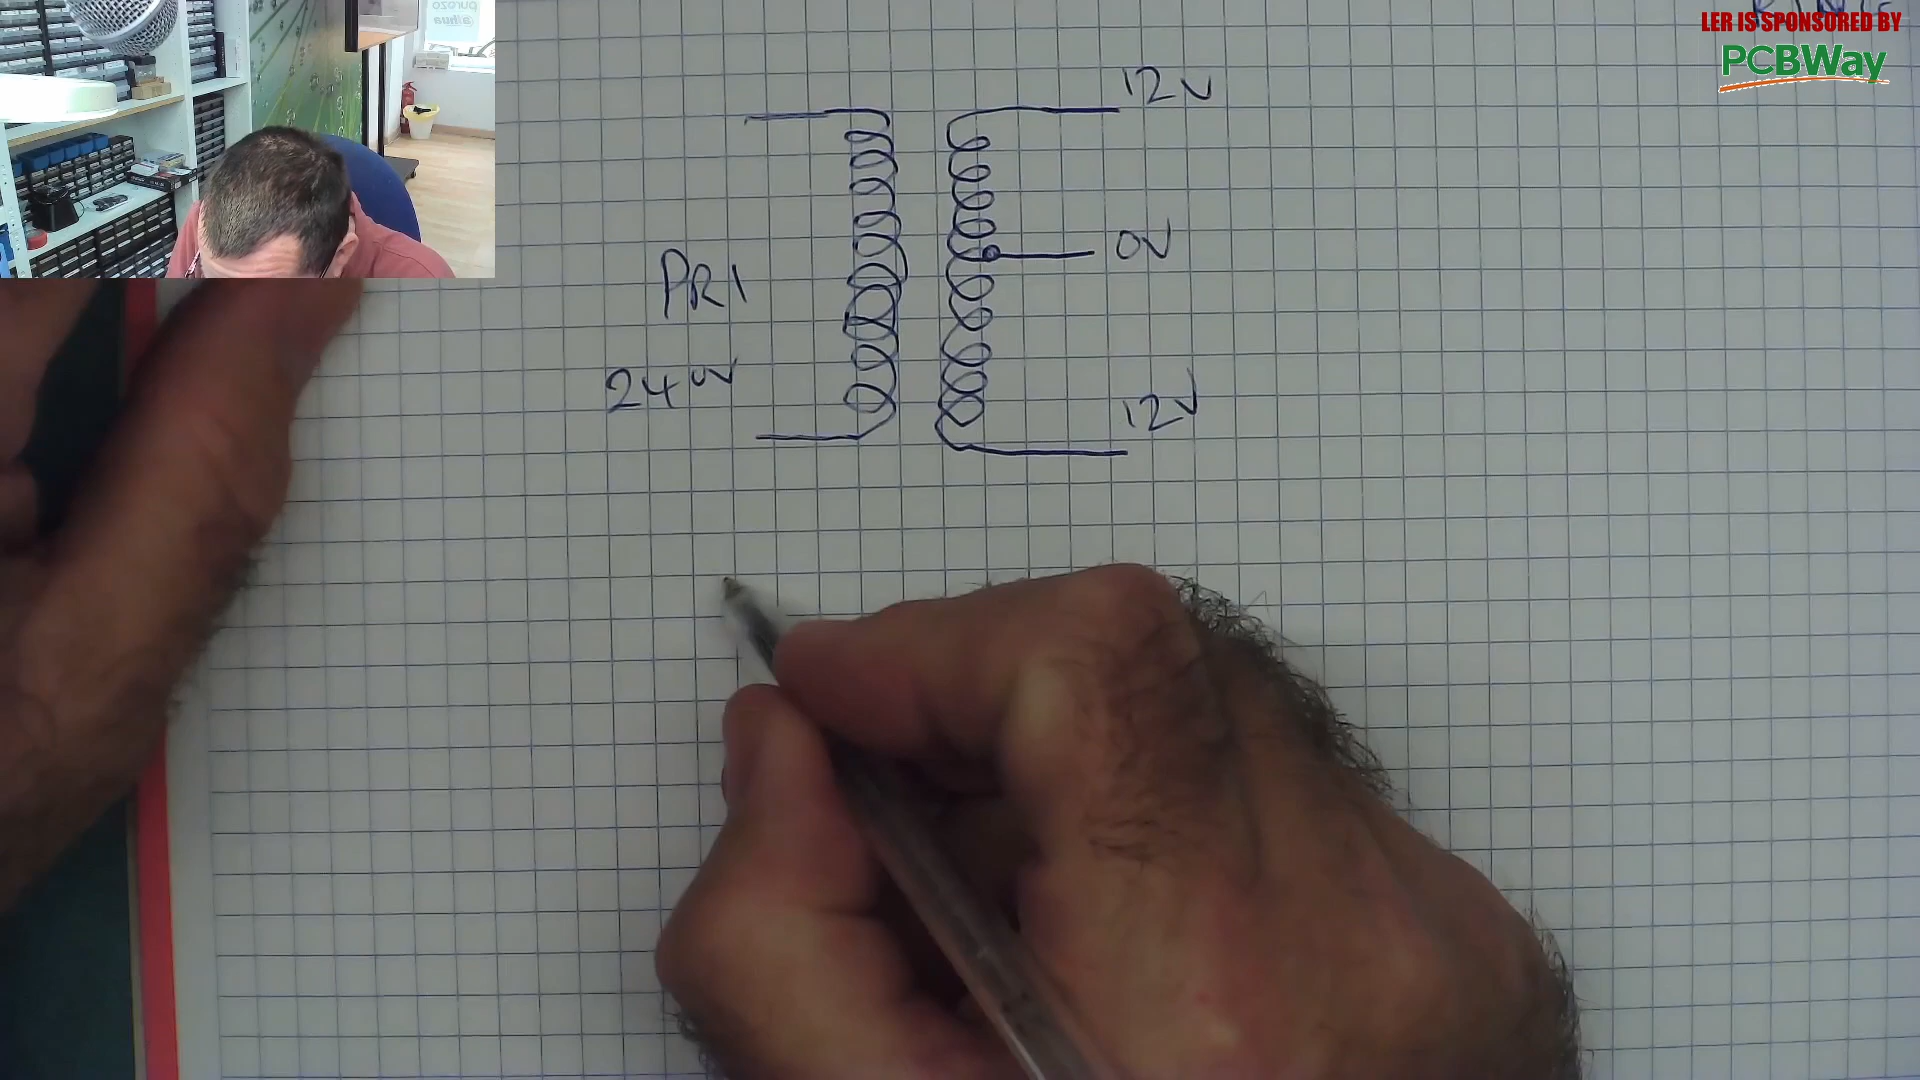 LER IS SPONSORED BY
PCBWay
12V
0V
PRI
240V
12V